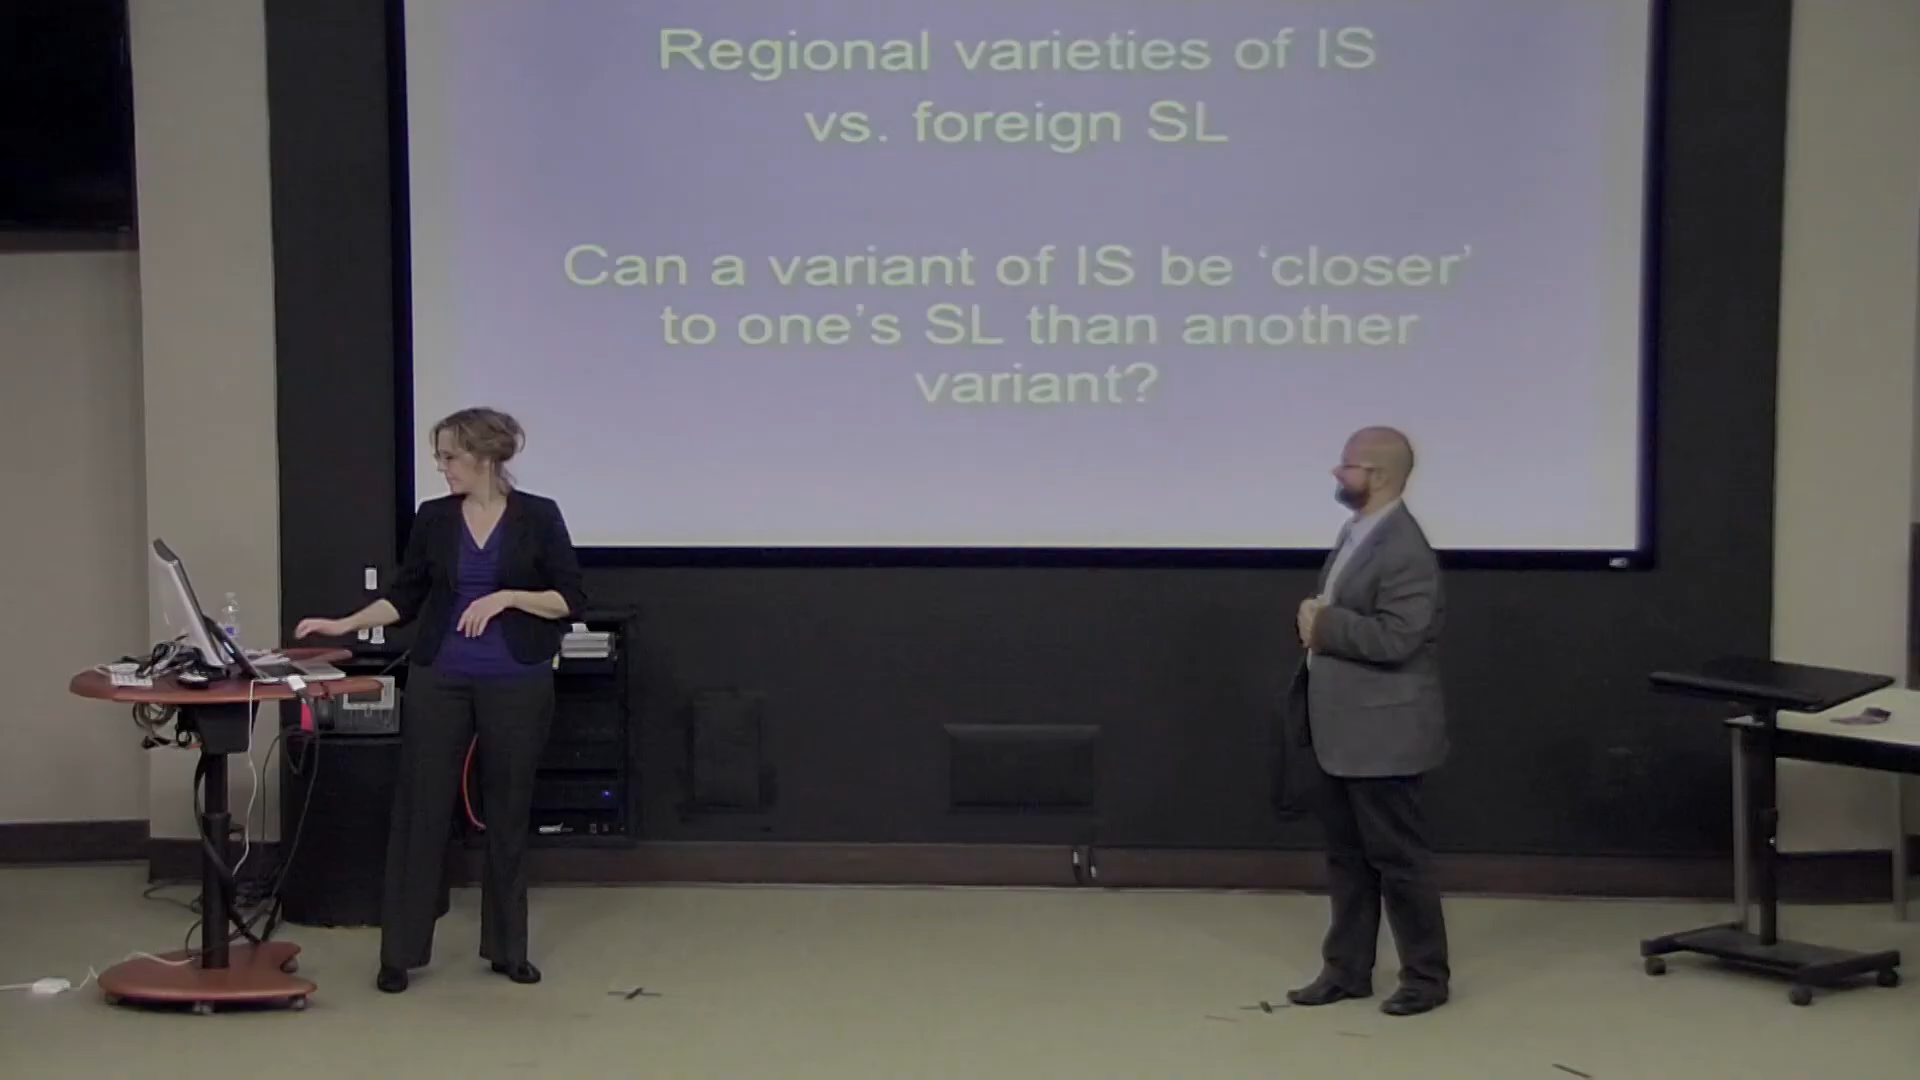 Regional varieties of IS
vs. foreign SL
Can a variant of IS be ‘closer’
to one’s SL than another
variant?